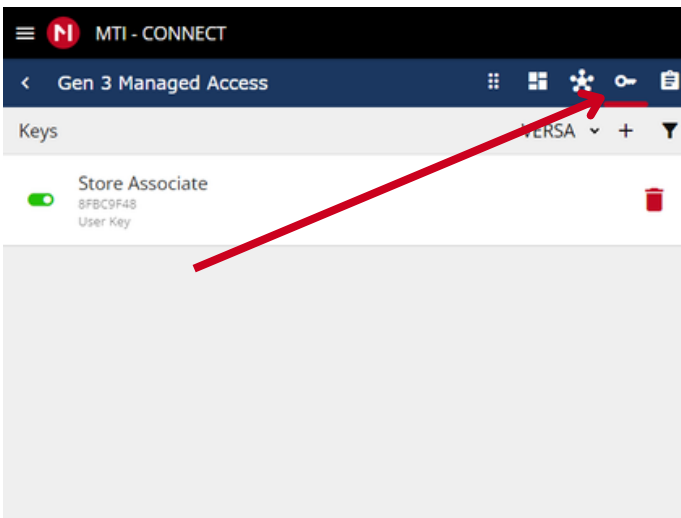 MTI - CONNECT
Gen 3 Managed Access
Keys VERSA
Store Associate
8FBC9F48
User Key